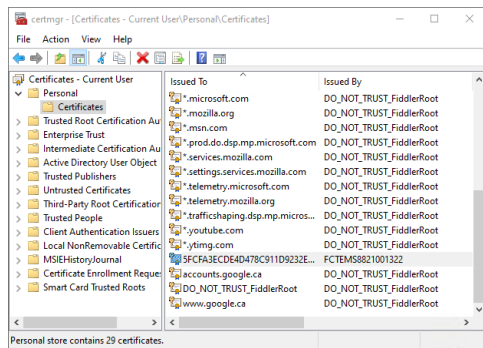 certmgr - [Certificates - Current User\Personal\Certificates]
File Action View Help
Certificates - Current User
Personal
Certificates
Trusted Root Certification Au
Enterprise Trust
Intermediate Certification Au
Active Directory User Object
Trusted Publishers
Untrusted Certificates
Third-Party Root Certification
Trusted People
Client Authentication Issuers
Local NonRemovable Certific
MSIEHistoryJournal
Certificate Enrollment Reques
Smart Card Trusted Roots
Issued To Issued By
*.microsoft.com DO_NOT_TRUST_FiddlerRoot
*.mozilla.org DO_NOT_TRUST_FiddlerRoot
*.msn.com DO_NOT_TRUST_FiddlerRoot
*.prod.do.dsp.mp.microsoft.com DO_NOT_TRUST_FiddlerRoot
*.services.mozilla.com DO_NOT_TRUST_FiddlerRoot
*.settings.services.mozilla.com DO_NOT_TRUST_FiddlerRoot
*.telemetry.microsoft.com DO_NOT_TRUST_FiddlerRoot
*.telemetry.mozilla.org DO_NOT_TRUST_FiddlerRoot
*.trafficshaping.dsp.mp.micros... DO_NOT_TRUST_FiddlerRoot
*.youtube.com DO_NOT_TRUST_FiddlerRoot
*.ytimg.com DO_NOT_TRUST_FiddlerRoot
5FCFA3ECDE4D478C911D9232E... FCTEMS8821001322
accounts.google.ca DO_NOT_TRUST_FiddlerRoot
DO_NOT_TRUST_FiddlerRoot DO_NOT_TRUST_FiddlerRoot
www.google.ca DO_NOT_TRUST_FiddlerRoot
Personal store contains 29 certificates.